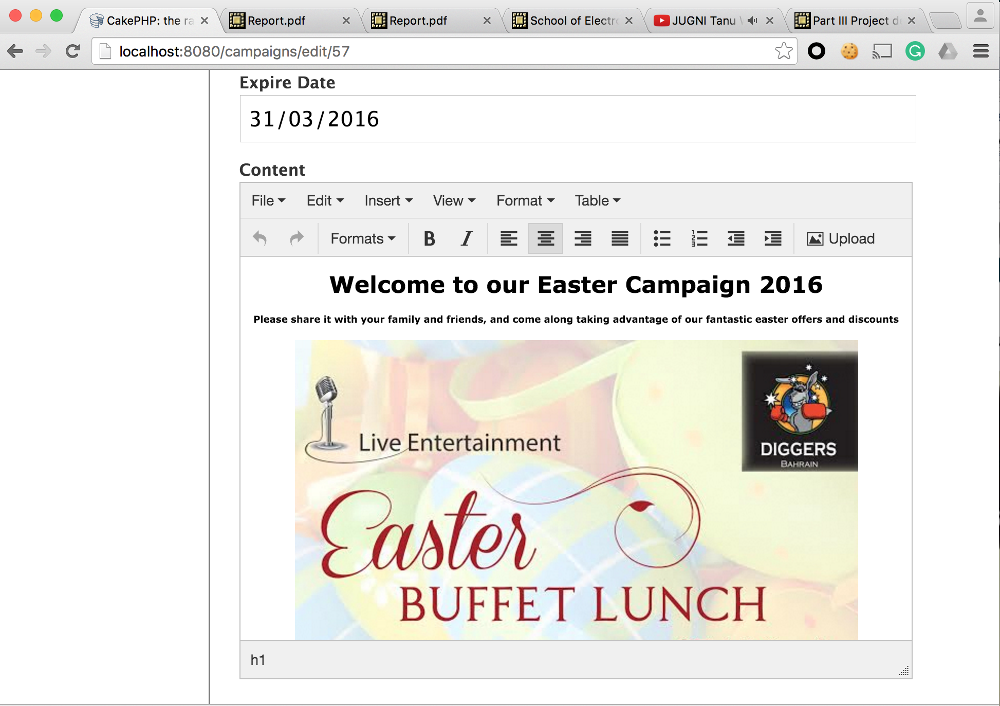 CakePHP: the ra
Report.pdf
Report.pdf
School of Electro
JUGNI Tanu
Part III Project de
localhost:8080/campaigns/edit/57
Expire Date
31/03/2016
Content
File Edit Insert View Format Table
Formats B I Upload
Welcome to our Easter Campaign 2016
Please share it with your family and friends, and come along taking advantage of our fantastic easter offers and discounts
Live Entertainment
DIGGERS
BAHRAIN
Easter
BUFFET LUNCH
h1